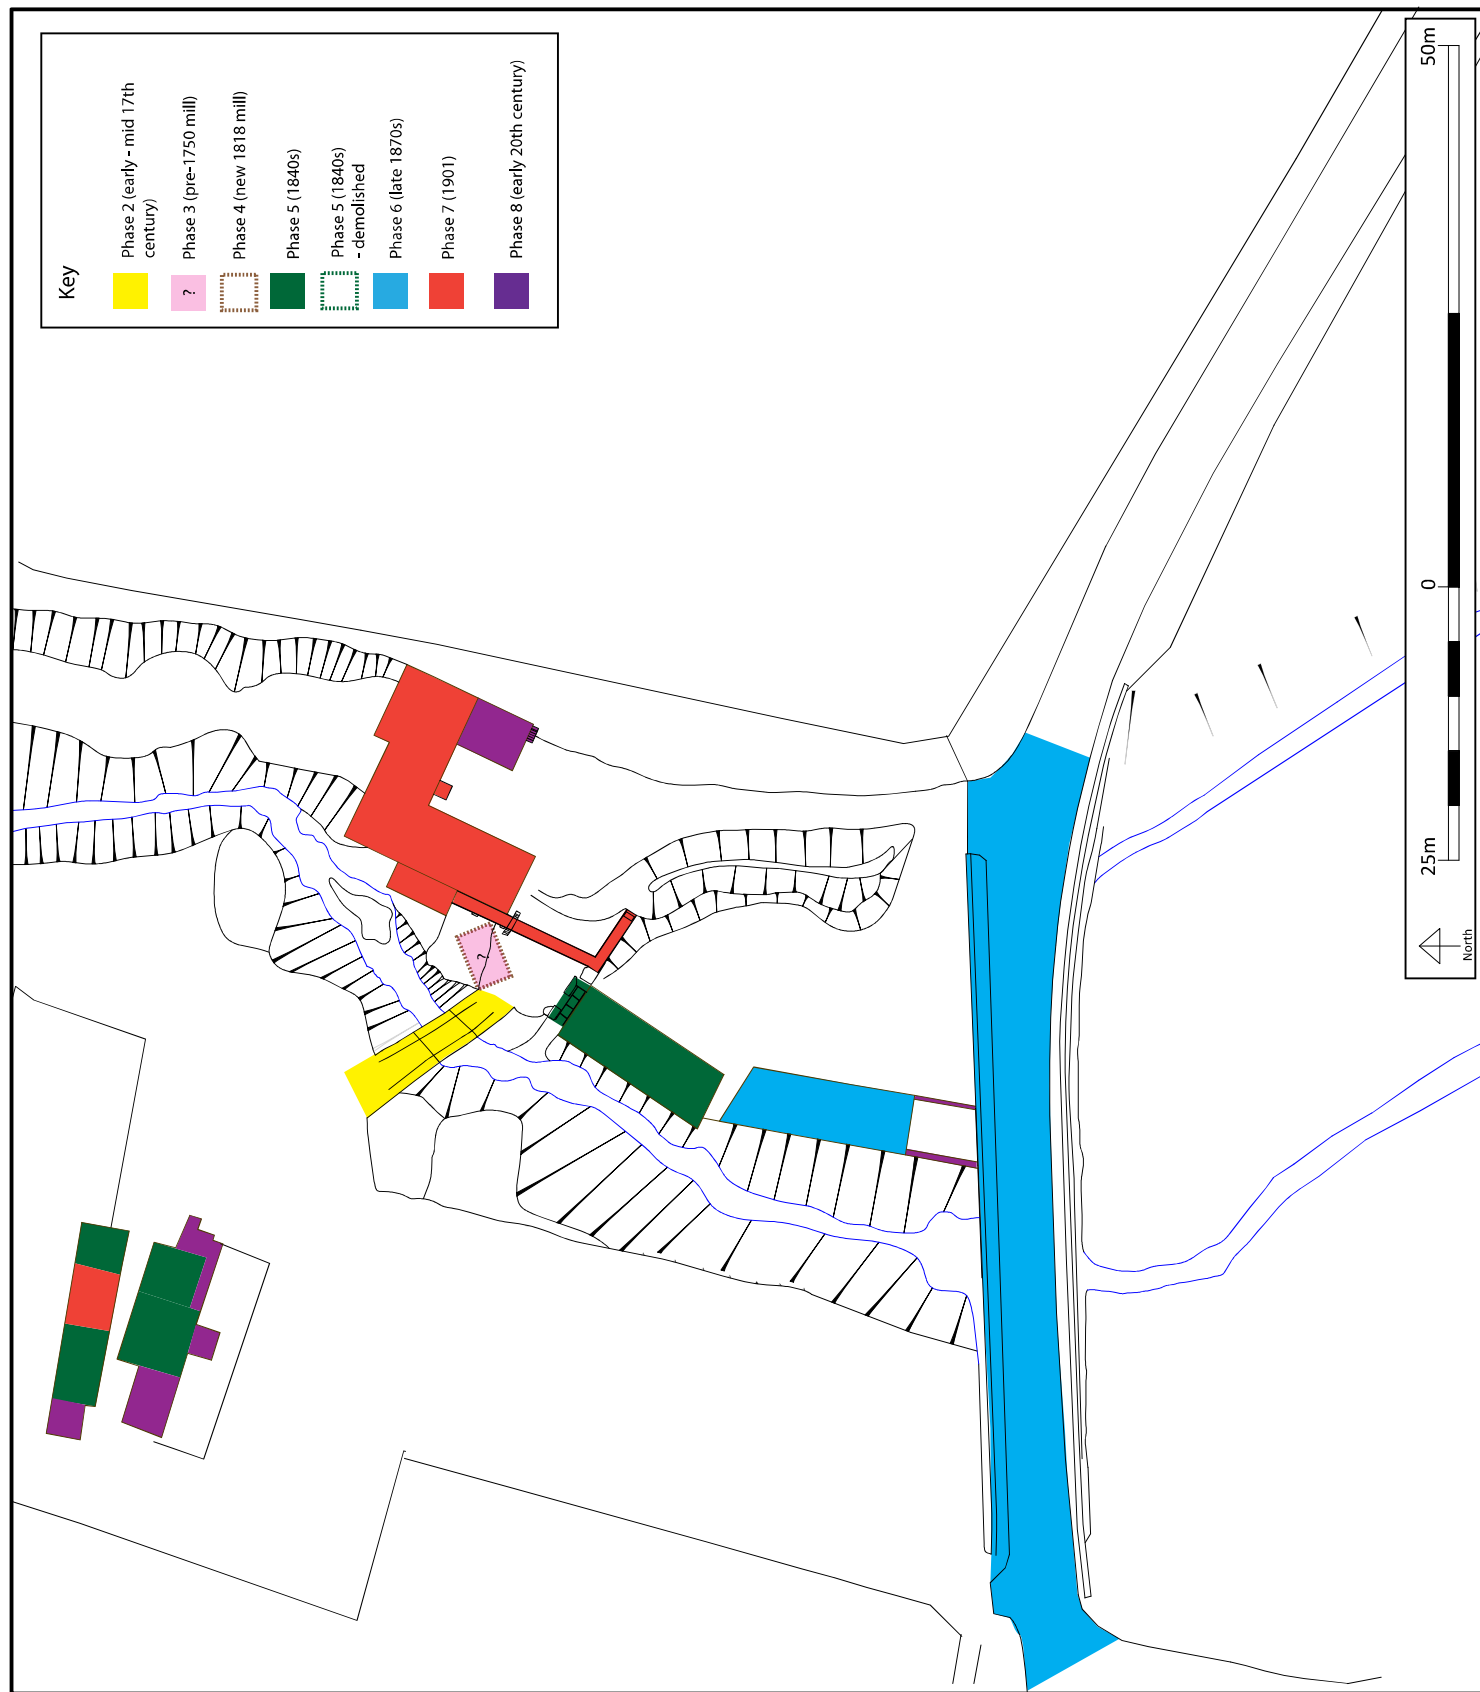 Key
Phase 2 (early - mid 17th
century)
? Phase 3 (pre-1750 mill)
Phase 4 (new 1818 mill)
Phase 5 (1840s)
Phase 5 (1840s)
- demolished
Phase 6 (late 1870s)
Phase 7 (1901)
Phase 8 (early 20th century)
?
North
25m 0 50m